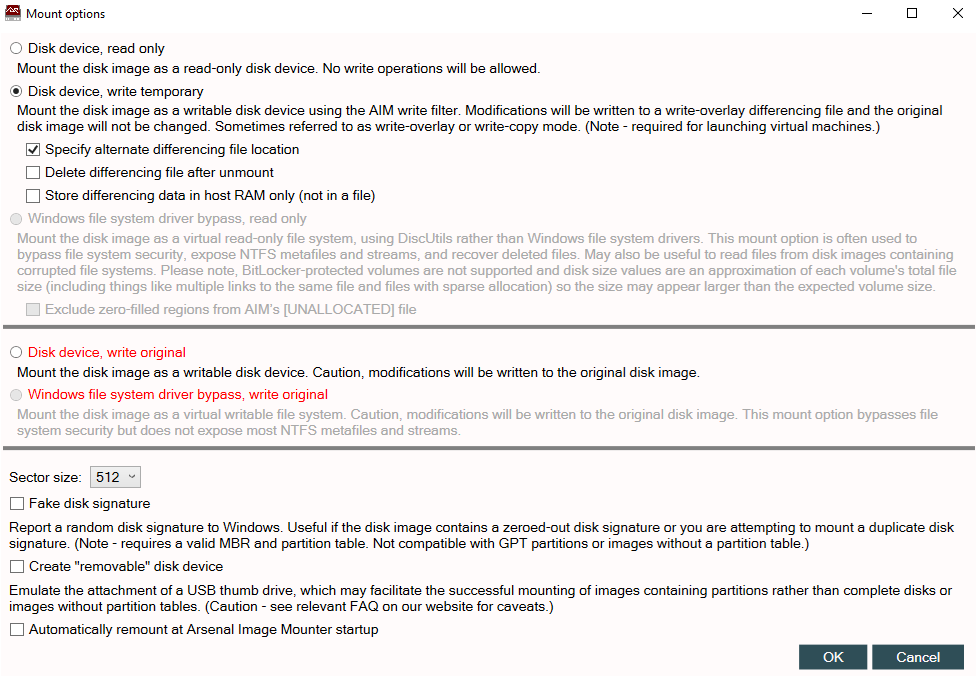 Mount options
Disk device, read only
Mount the disk image as a read-only disk device. No write operations will be allowed.
Disk device, write temporary
Mount the disk image as a writable disk device using the AIM write filter. Modifications will be written to a write-overlay differencing file and the original
disk image will not be changed. Sometimes referred to as write-overlay or write-copy mode. (Note - required for launching virtual machines.)
Specify alternate differencing file location
Delete differencing file after unmount
Store differencing data in host RAM only (not in a file)
Windows file system driver bypass, read only
Mount the disk image as a virtual read-only file system, using DiscUtils rather than Windows file system drivers. This mount option is often used to
bypass file system security, expose NTFS metafiles and streams, and recover deleted files. May also be useful to read files from disk images containing
corrupted file systems. Please note, BitLocker-protected volumes are not supported and disk size values are an approximation of each volume's total file
size (including things like multiple links to the same file and files with sparse allocation) so the size may appear larger than the expected volume size.
Exclude zero-filled regions from AIM's [UNALLOCATED] file
Disk device, write original
Mount the disk image as a writable disk device. Caution, modifications will be written to the original disk image.
Windows file system driver bypass, write original
Mount the disk image as a virtual writable file system. Caution, modifications will be written to the original disk image. This mount option bypasses file
system security but does not expose most NTFS metafiles and streams.
Sector size: 512
Fake disk signature
Report a random disk signature to Windows. Useful if the disk image contains a zeroed-out disk signature or you are attempting to mount a duplicate disk
signature. (Note - requires a valid MBR and partition table. Not compatible with GPT partitions or images without a partition table.)
Create "removable" disk device
Emulate the attachment of a USB thumb drive, which may facilitate the successful mounting of images containing partitions rather than complete disks or
images without partition tables. (Caution - see relevant FAQ on our website for caveats.)
Automatically remount at Arsenal Image Mounter startup
OK Cancel